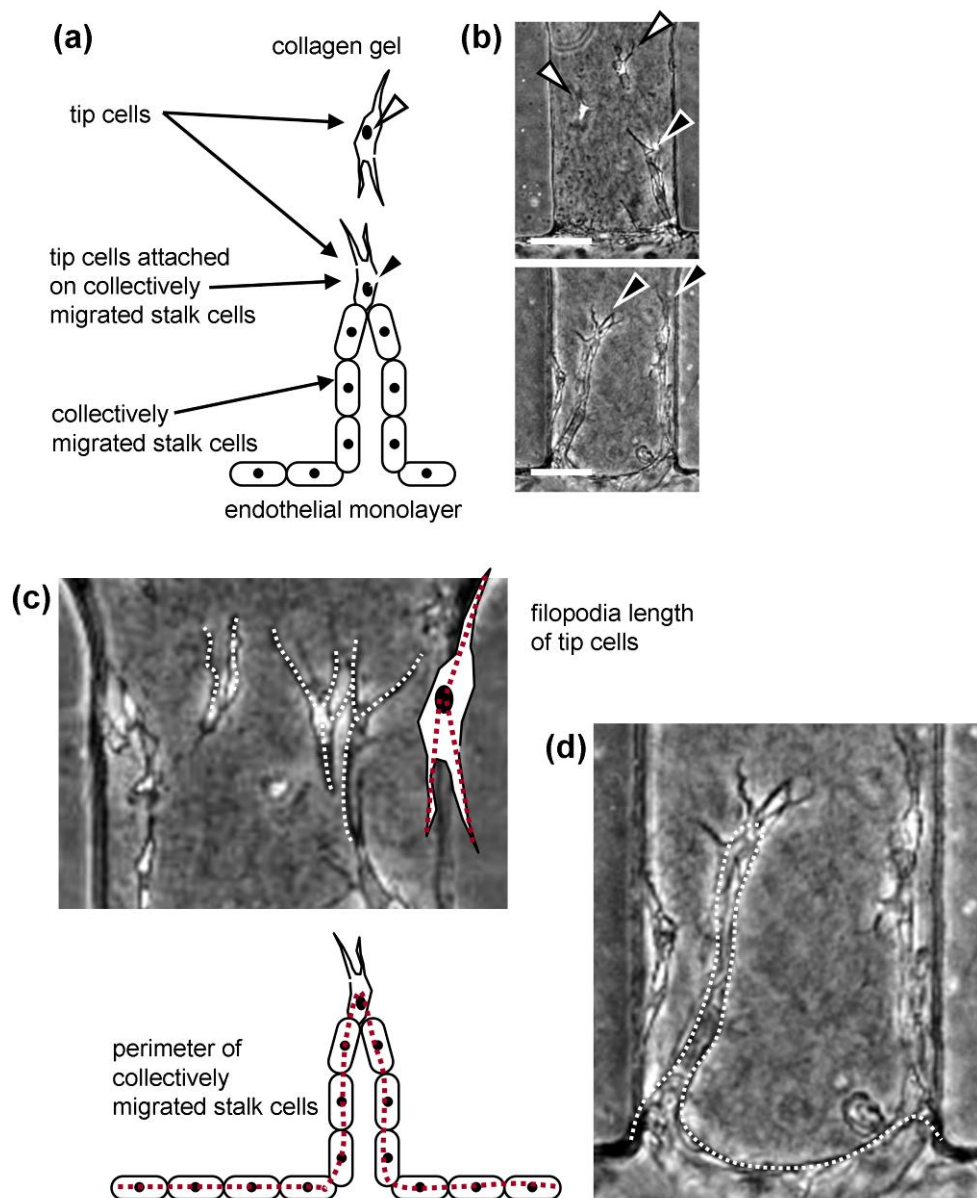 (a)
collagen gel
tip cells
tip cells attached
on collectively
migrated stalk cells
collectively
migrated stalk cells
endothelial monolayer
(b)
(c)
filopodia length
of tip cells
(d)
perimeter of
collectively
migrated stalk cells